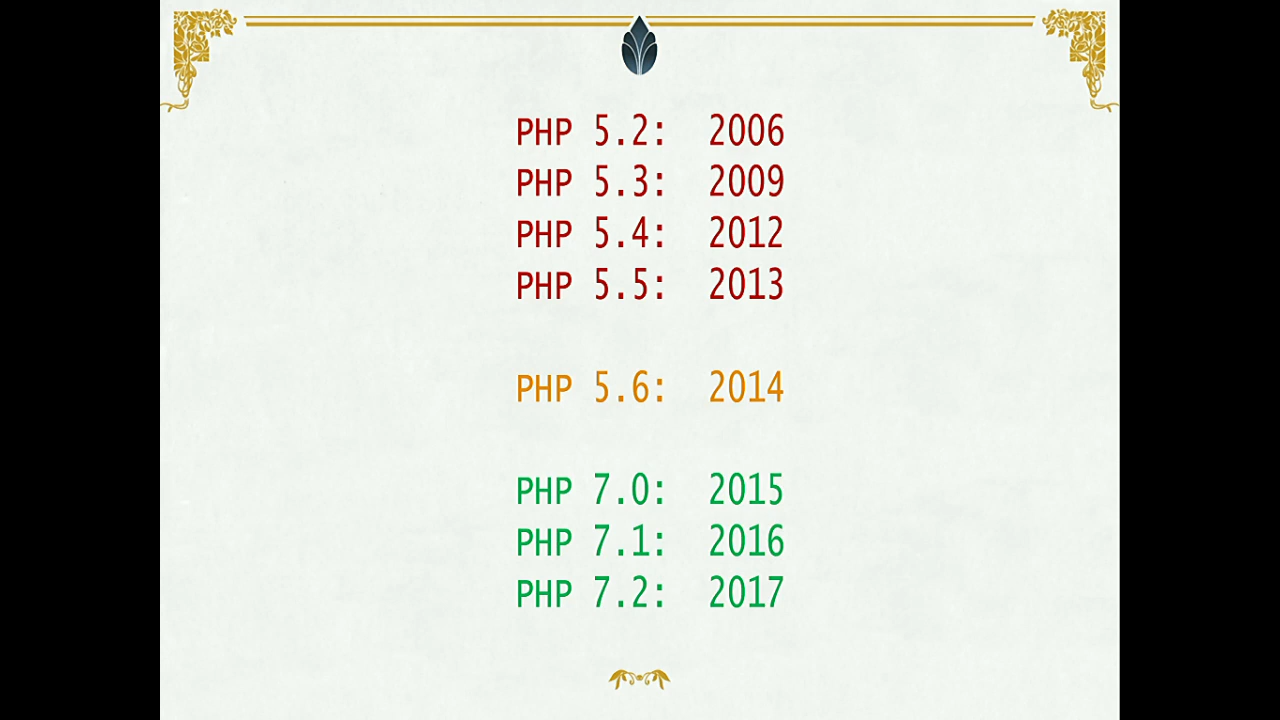 PHP 5.2: 2006
PHP 5.3: 2009
PHP 5.4: 2012
PHP 5.5: 2013
PHP 5.6: 2014
PHP 7.0: 2015
PHP 7.1: 2016
PHP 7.2: 2017